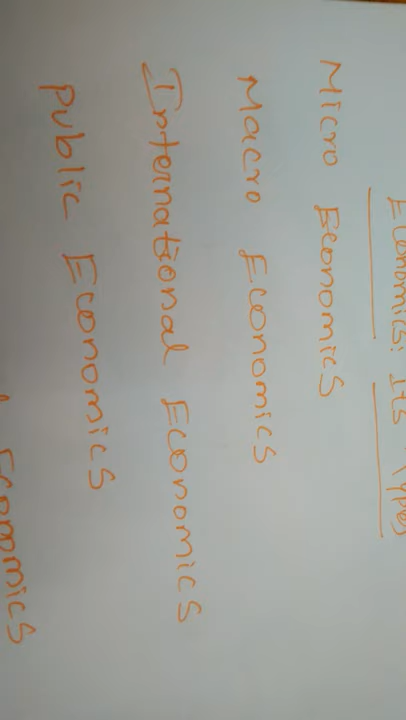 Economics: Its Types
Micro Economics
Macro Economics
International Economics
Public Economics
Economics